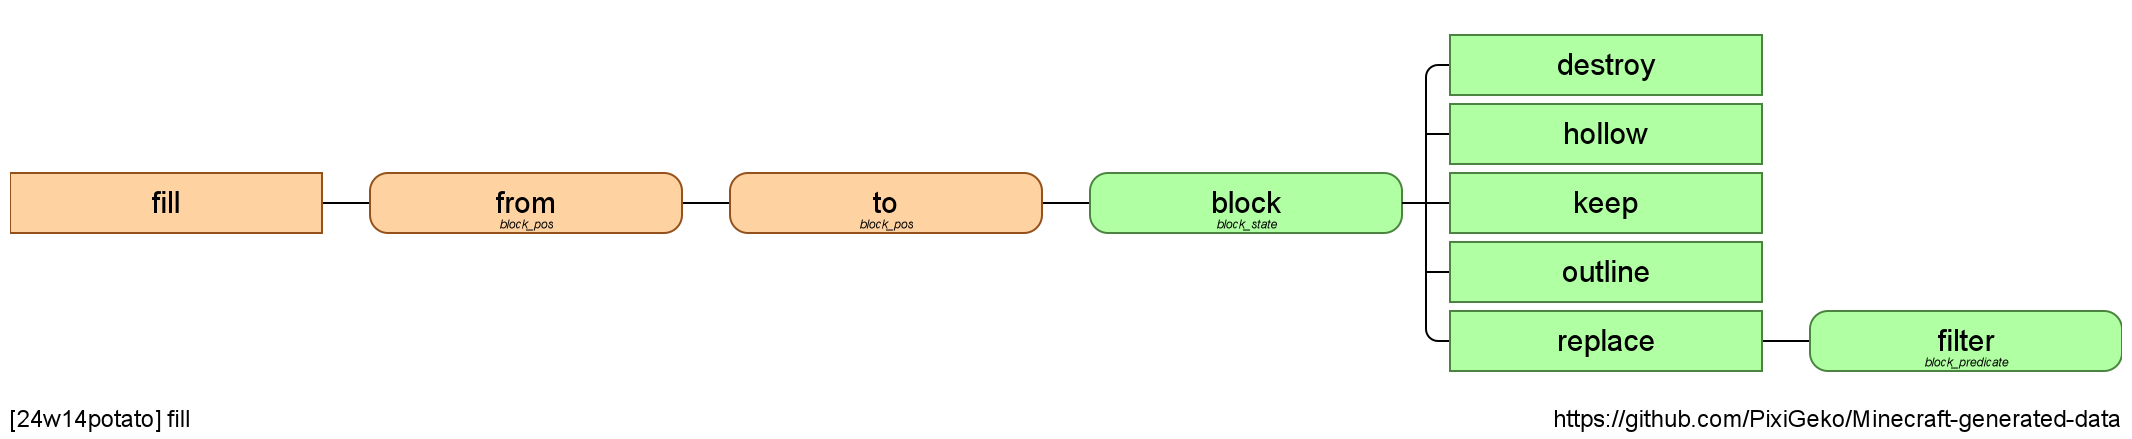 destroy
hollow
fill
from
block_pos
to
block_pos
block
block_state
keep
outline
replace
filter
block_predicate
[24w14potato] fill
https://github.com/PixiGeko/Minecraft-generated-data